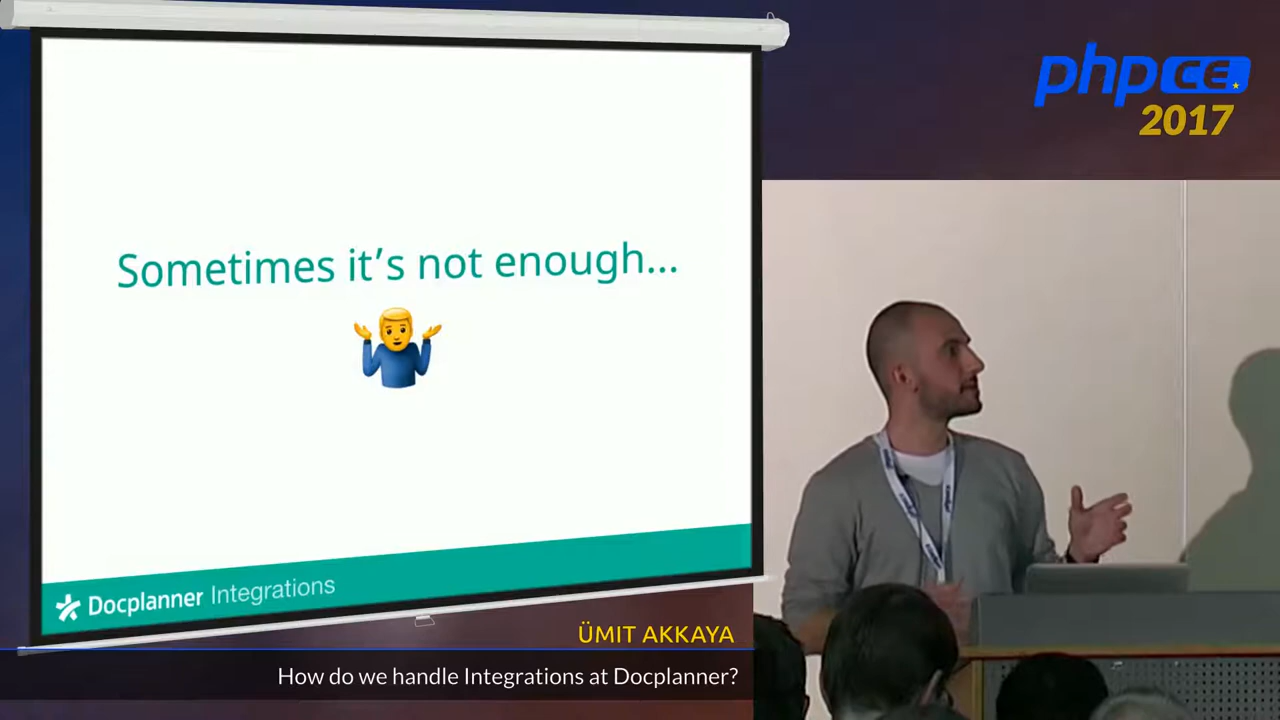 phpCE
2017
Sometimes it's not enough...
Docplanner Integrations
ÜMIT AKKAYA
How do we handle Integrations at Docplanner?